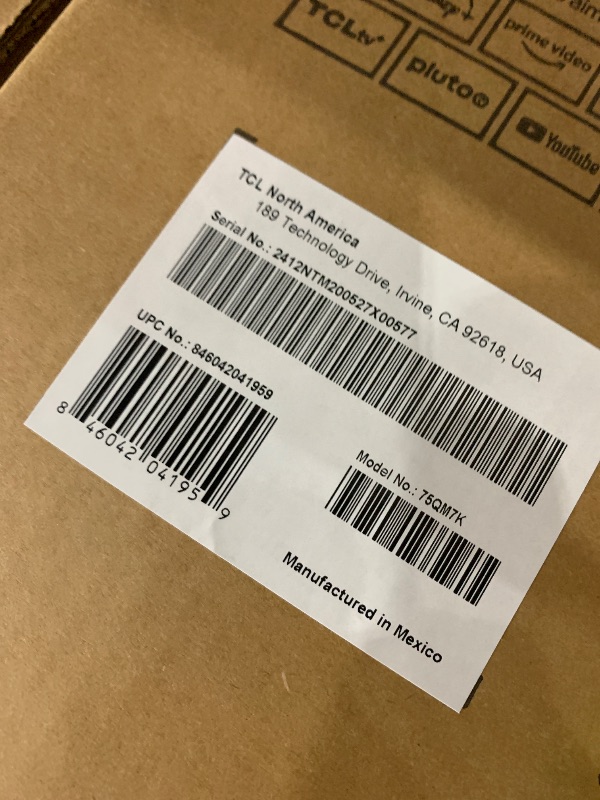 TCLtv+
prime video
pluto tv
YouTube
TCL North America
189 Technology Drive, Irvine, CA 92618, USA
Serial No.: 2412NTM200527X00577
UPC No.: 846042041959
8 46042 04195 9
Model No.: 75QM7K
Manufactured in Mexico